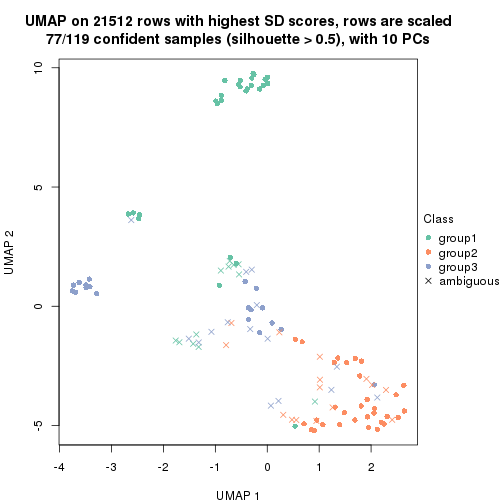 UMAP on 21512 rows with highest SD scores, rows are scaled
77/119 confident samples (silhouette > 0.5), with 10 PCs
10
5
0
-5
UMAP 2
-4
-3
-2
-1
0
1
2
UMAP 1
Class
group1
group2
group3
ambiguous